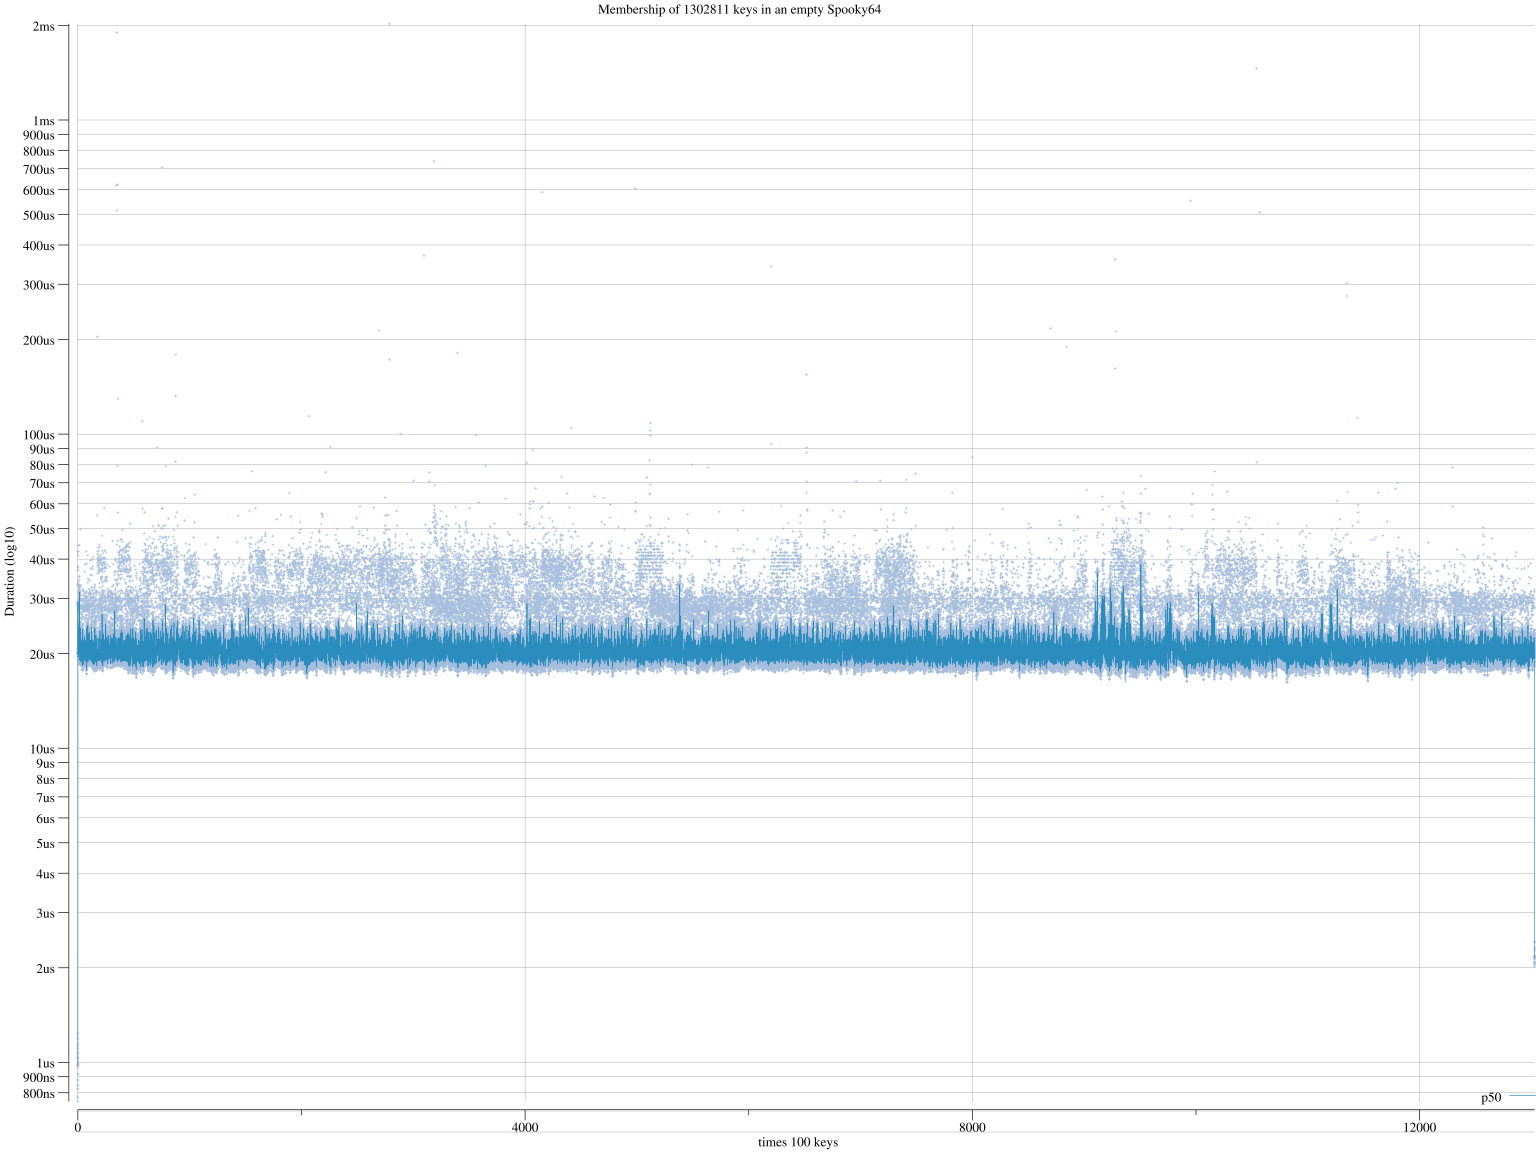 Membership of 1302811 keys in an empty Spooky64
2ms
1ms
900us
800us
700us
600us
500us
400us
300us
200us
100us
90us
80us
70us
60us
50us
40us
30us
20us
10us
9us
8us
7us
6us
5us
4us
3us
2us
1us
900ns
800ns
Duration (log10)
p50
0
4000
8000
12000
times 100 keys